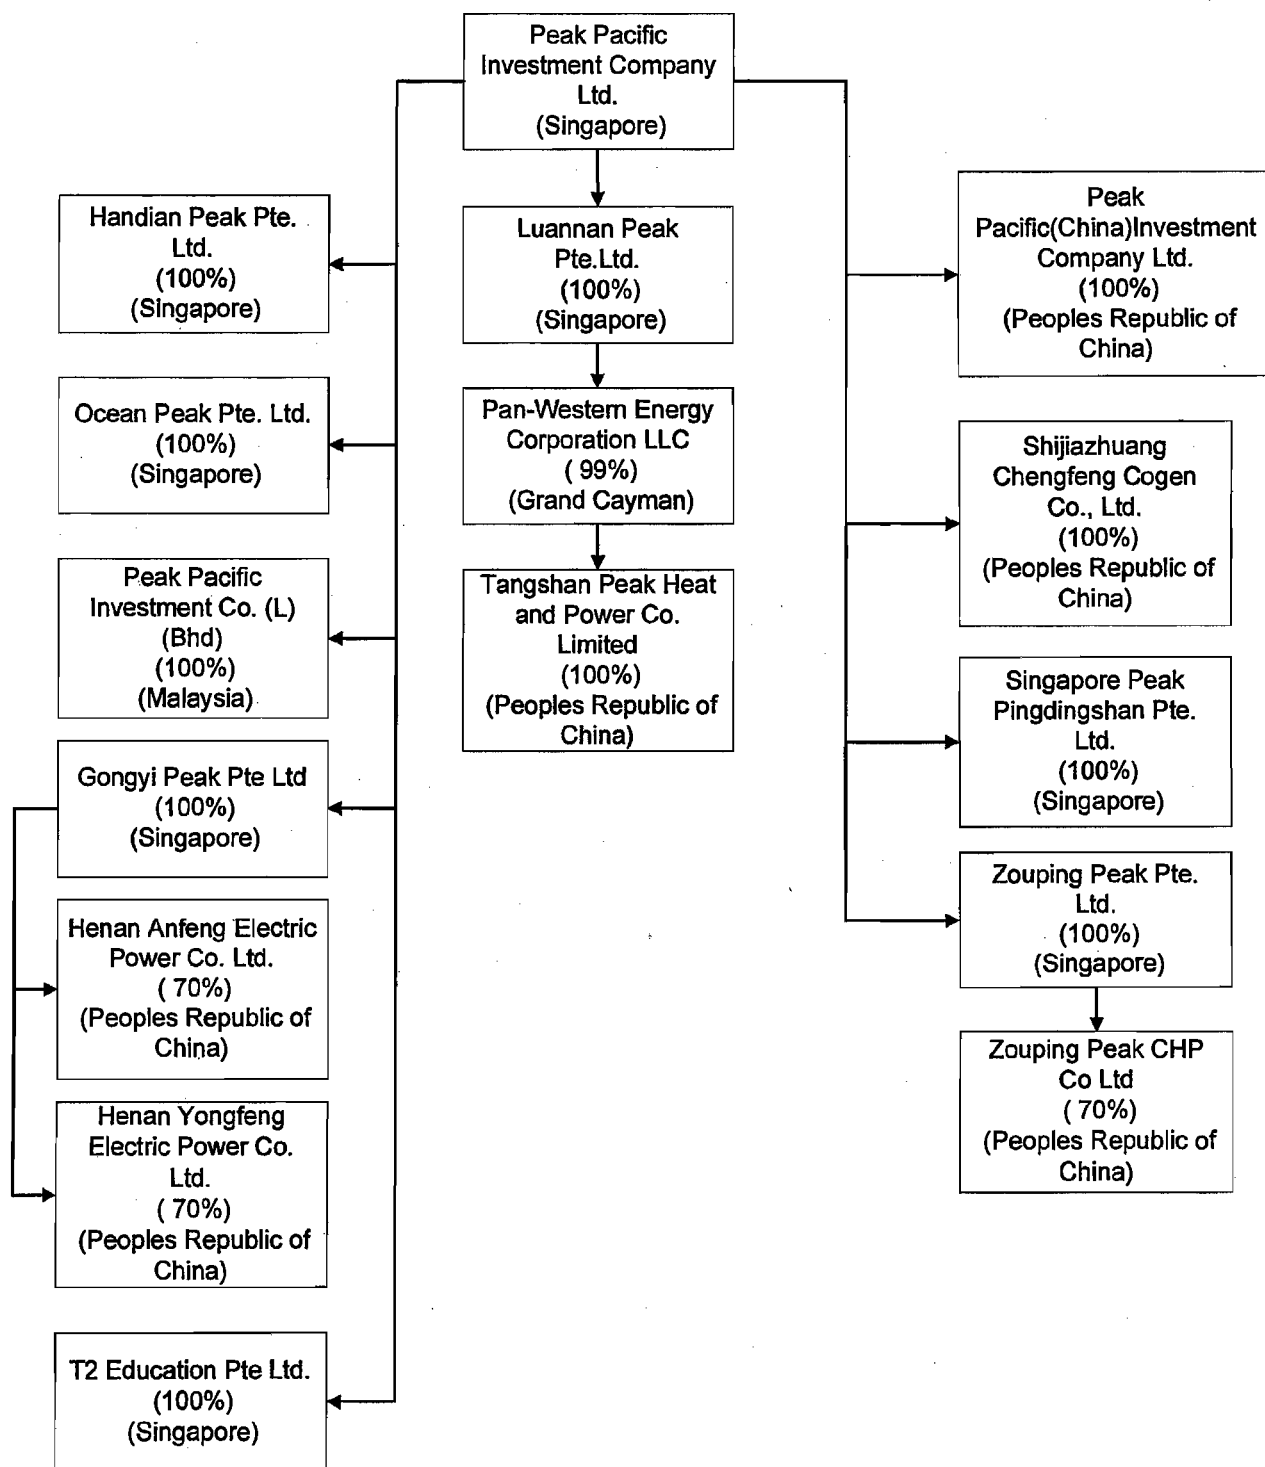 Peak Pacific
Investment Company
Ltd.
(Singapore)
Handian Peak Pte.
Ltd.
(100%)
(Singapore)
Ocean Peak Pte. Ltd.
(100%)
(Singapore)
Peak Pacific
Investment Co. (L)
(Bhd)
(100%)
(Malaysia)
Gongyi Peak Pte Ltd
(100%)
(Singapore)
Henan Anfeng Electric
Power Co. Ltd.
( 70%)
(Peoples Republic of
China)
Henan Yongfeng
Electric Power Co.
Ltd.
( 70%)
(Peoples Republic of
China)
T2 Education Pte Ltd.
(100%)
(Singapore)
Luannan Peak
Pte.Ltd.
(100%)
(Singapore)
Pan-Western Energy
Corporation LLC
( 99%)
(Grand Cayman)
Tangshan Peak Heat
and Power Co.
Limited
(100%)
(Peoples Republic of
China)
Peak
Pacific(China)Investment
Company Ltd.
(100%)
(Peoples Republic of
China)
Shijiazhuang
Chengfeng Cogen
Co., Ltd.
(100%)
(Peoples Republic of
China)
Singapore Peak
Pingdingshan Pte.
Ltd.
(100%)
(Singapore)
Zouping Peak Pte.
Ltd.
(100%)
(Singapore)
Zouping Peak CHP
Co Ltd
( 70%)
(Peoples Republic of
China)